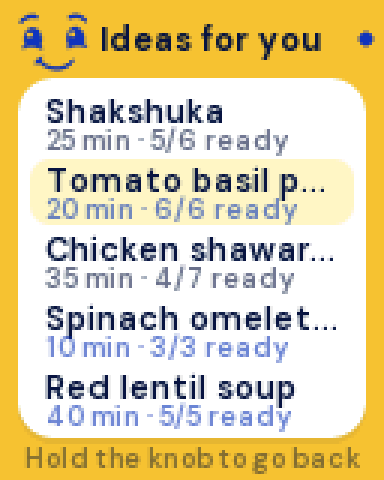 Ideas for you
Shakshuka
25 min · 5/6 ready
Tomato basil p...
20 min · 6/6 ready
Chicken shawar...
35 min · 4/7 ready
Spinach omelet...
10 min · 3/3 ready
Red lentil soup
40 min · 5/5 ready
Hold the knob to go back